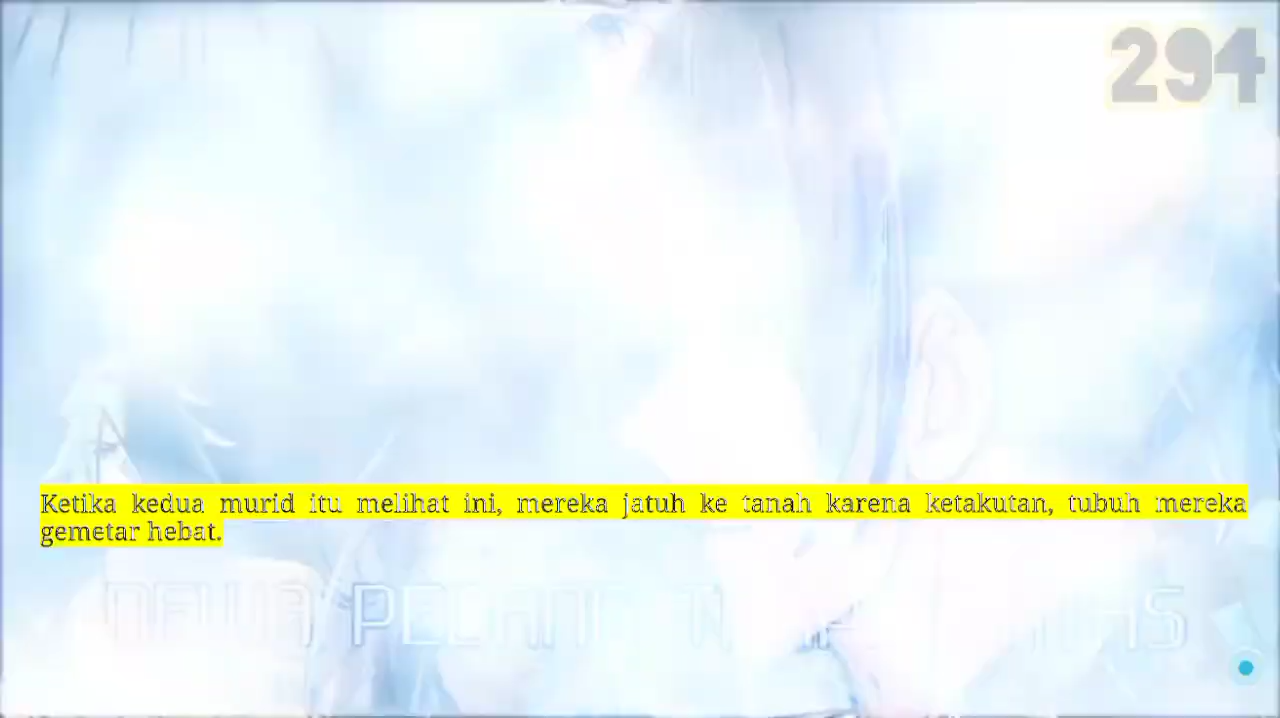 294
Ketika kedua murid itu melihat ini, mereka jatuh ke tanah karena ketakutan, tubuh mereka
gemetar hebat.